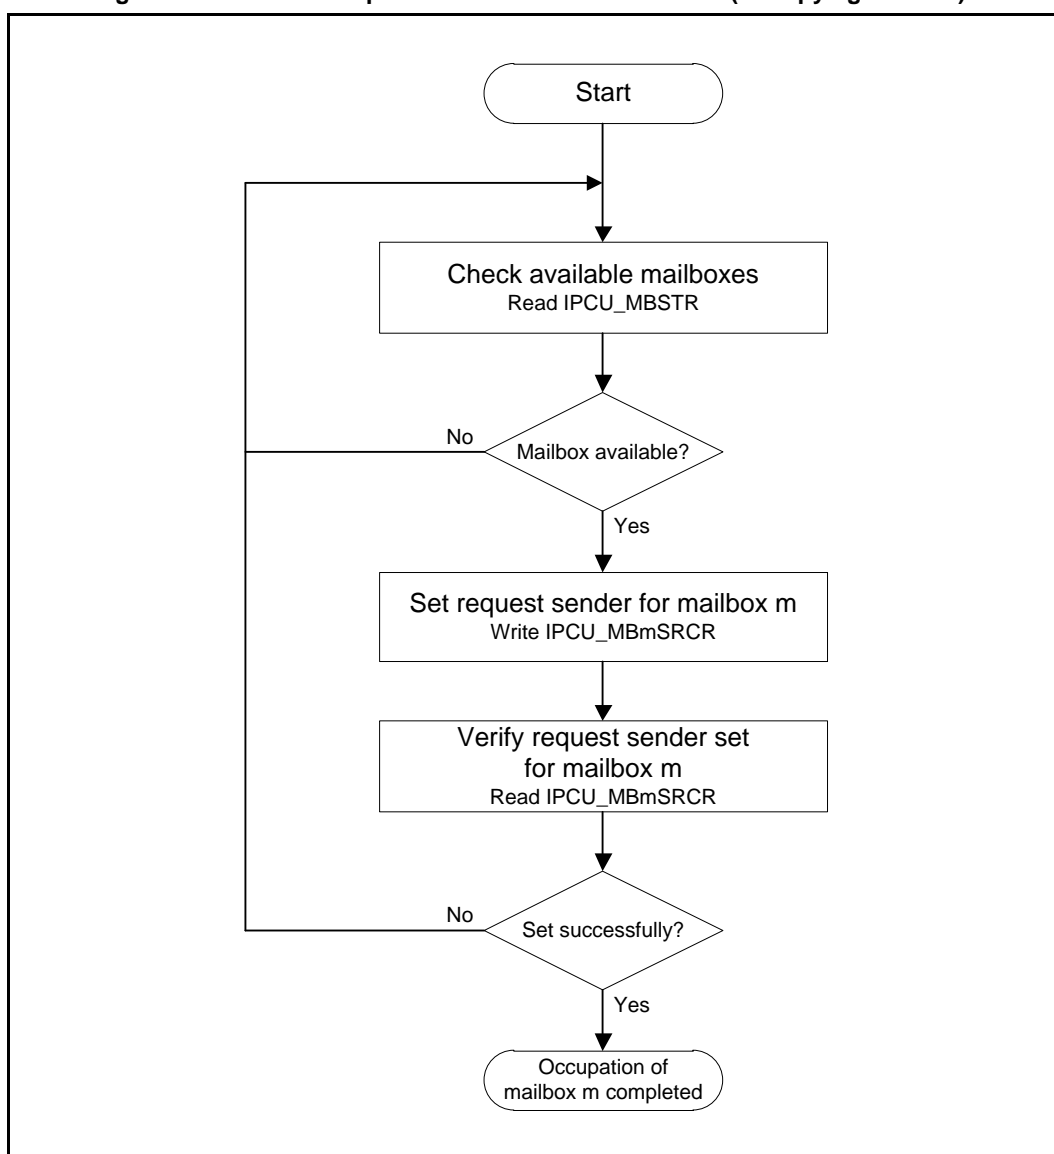 Start
Check available mailboxes
Read IPCU_MBSTR
No
Mailbox available?
Yes
Set request sender for mailbox m
Write IPCU_MBmSRCR
Verify request sender set
for mailbox m
Read IPCU_MBmSRCR
No
Set successfully?
Yes
Occupation of
mailbox m completed